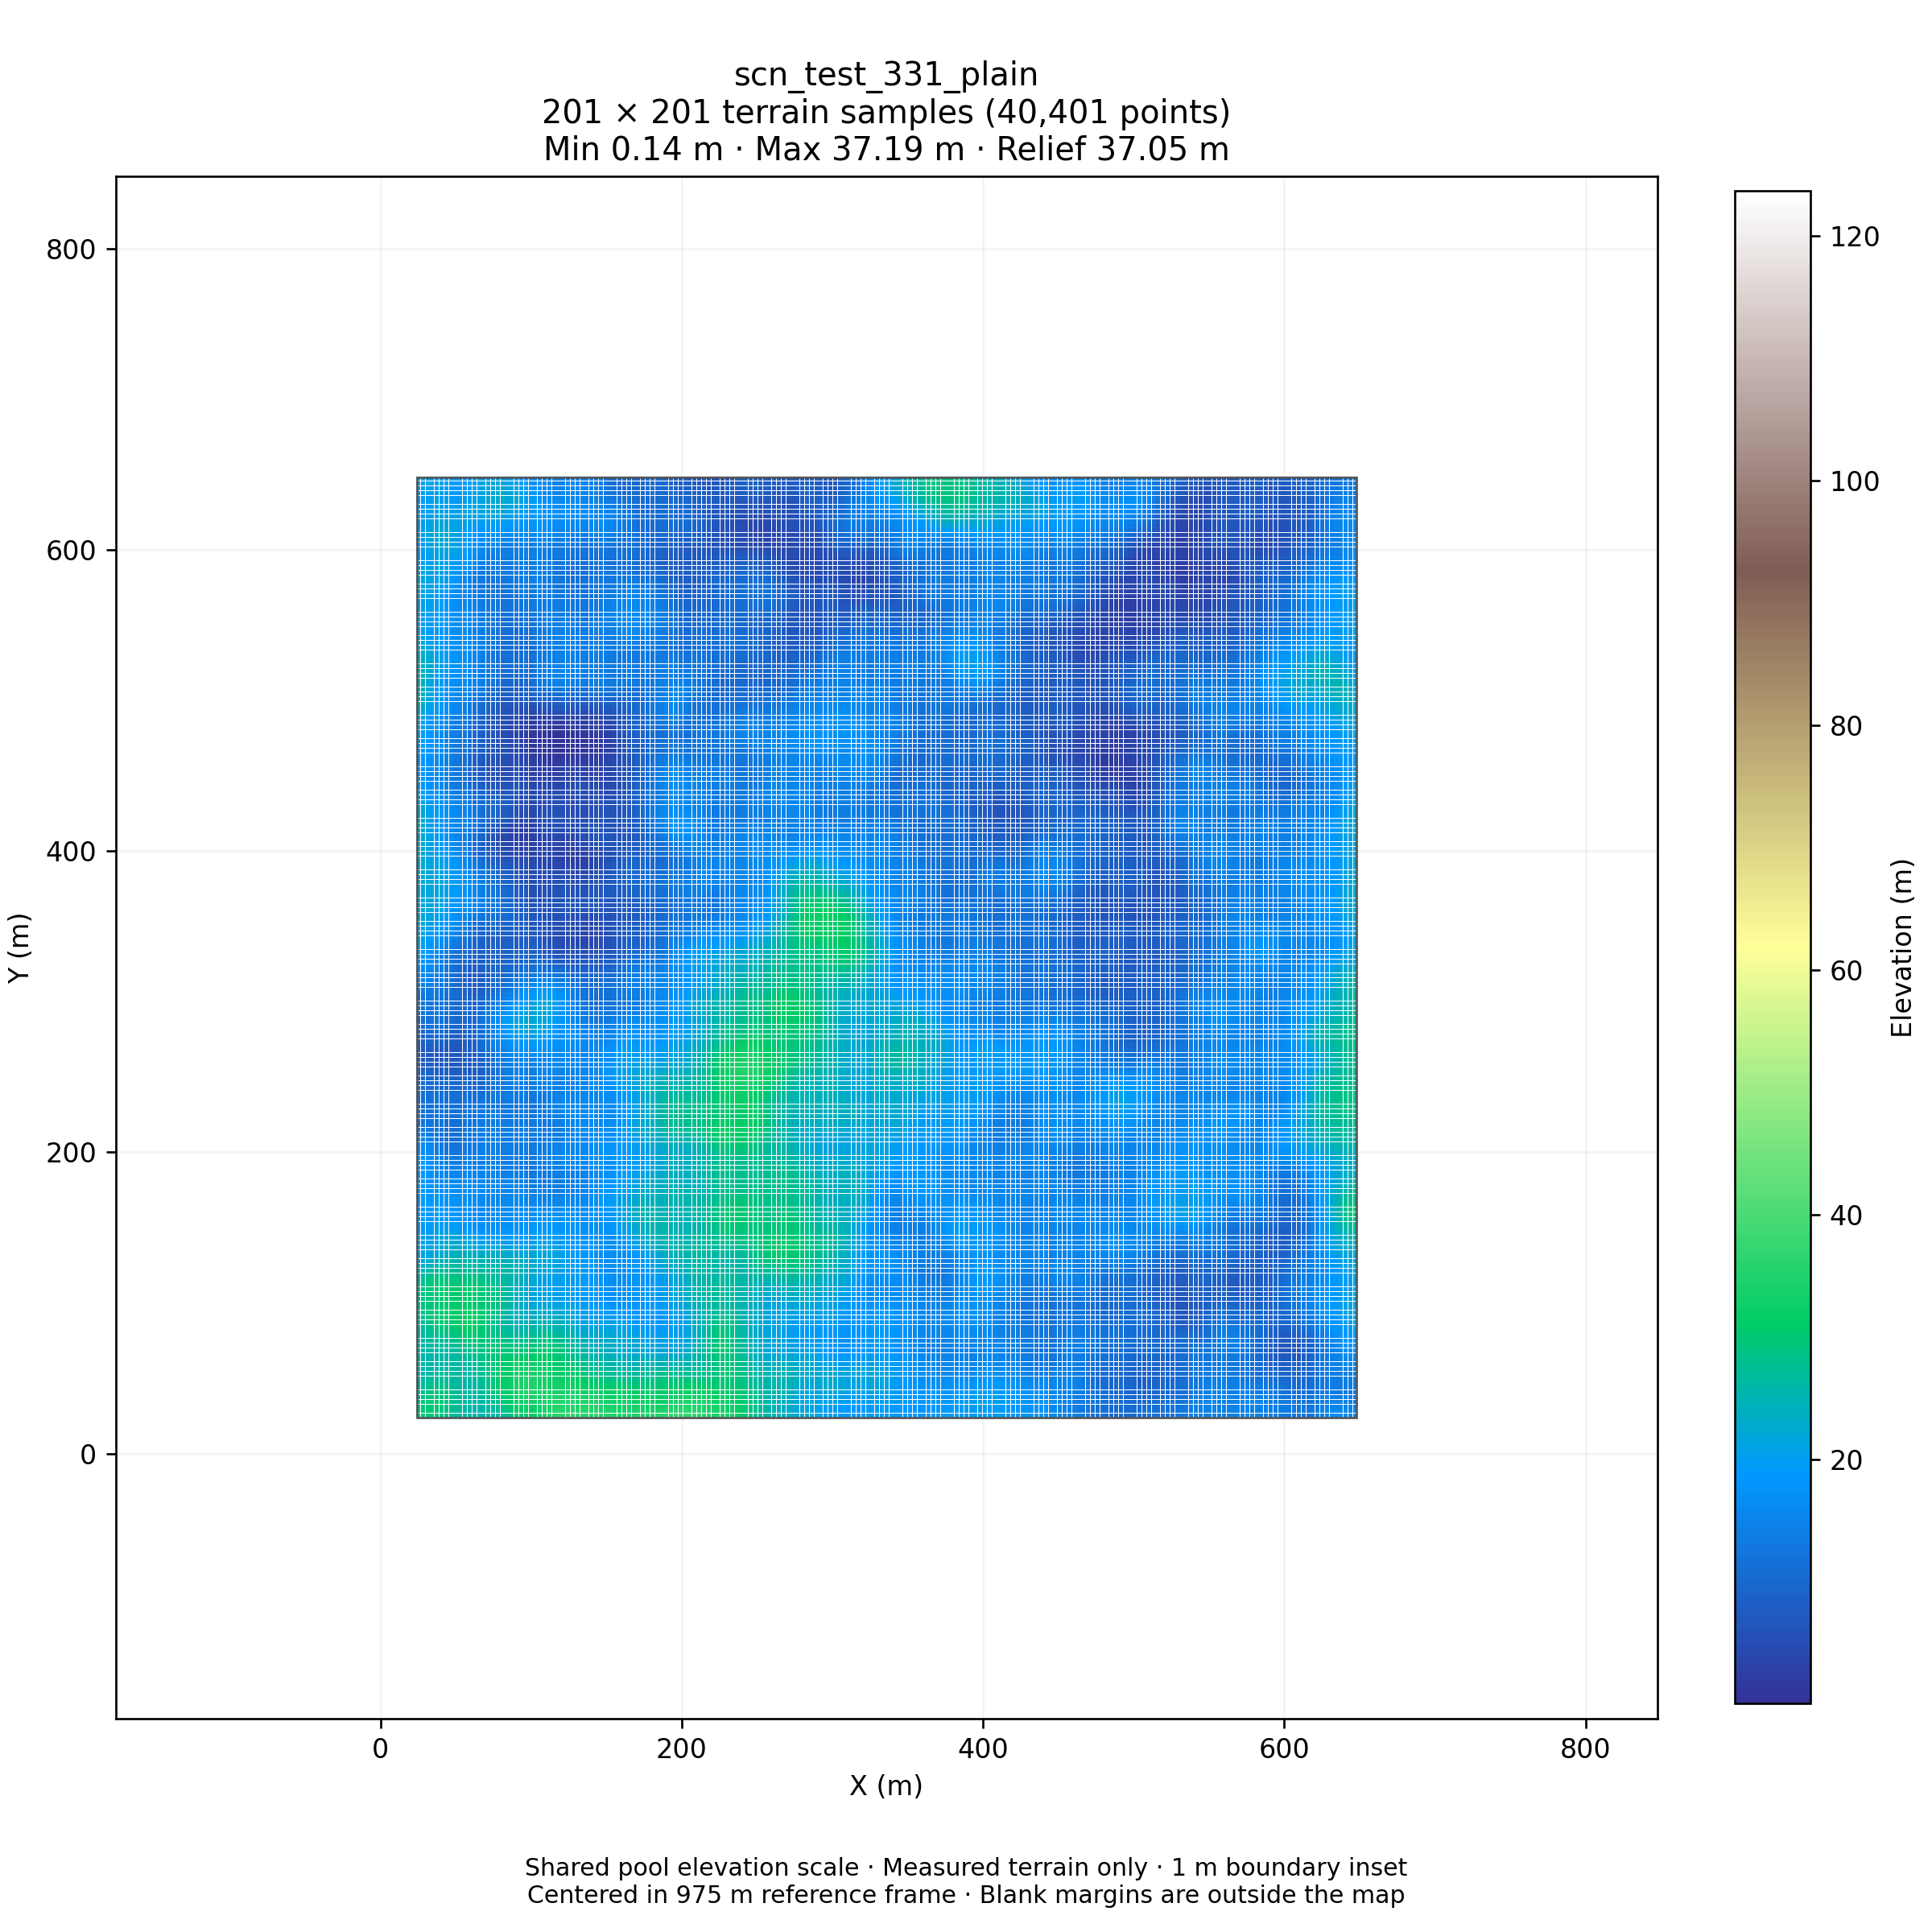 scn_test_331_plain
201 × 201 terrain samples (40,401 points)
Min 0.14 m · Max 37.19 m · Relief 37.05 m
800
600
400
200
0
Y (m)
0
200
400
600
800
X (m)
120
100
80
60
40
20
Elevation (m)
Shared pool elevation scale · Measured terrain only · 1 m boundary inset
Centered in 975 m reference frame · Blank margins are outside the map